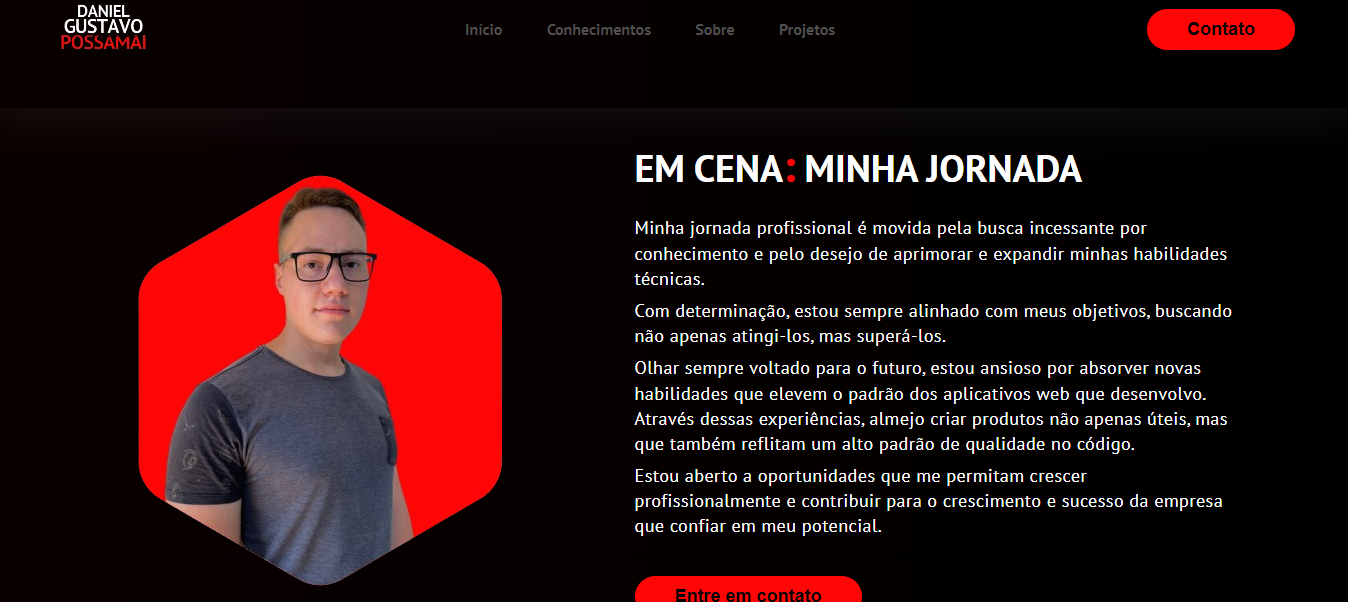 DANIEL
GUSTAVO
POSSAMAI
Início Conhecimentos Sobre Projetos
Contato
EM CENA: MINHA JORNADA
Minha jornada profissional é movida pela busca incessante por
conhecimento e pelo desejo de aprimorar e expandir minhas habilidades
técnicas.
Com determinação, estou sempre alinhado com meus objetivos, buscando
não apenas atingi-los, mas superá-los.
Olhar sempre voltado para o futuro, estou ansioso por absorver novas
habilidades que elevem o padrão dos aplicativos web que desenvolvo.
Através dessas experiências, almejo criar produtos não apenas úteis, mas
que também reflitam um alto padrão de qualidade no código.
Estou aberto a oportunidades que me permitam crescer
profissionalmente e contribuir para o crescimento e sucesso da empresa
que confiar em meu potencial.
Entre em contato